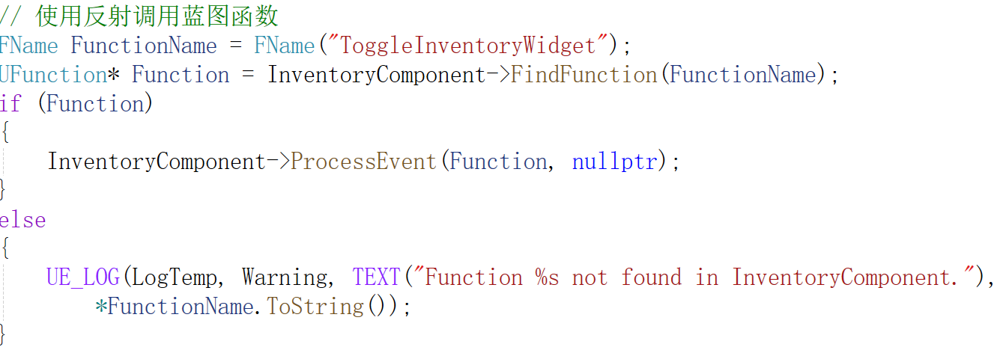 // 使用反射调用蓝图函数
FName FunctionName = FName("ToggleInventoryWidget");
UFunction* Function = InventoryComponent->FindFunction(FunctionName);
if (Function)
{
    InventoryComponent->ProcessEvent(Function, nullptr);
}
else
{
    UE_LOG(LogTemp, Warning, TEXT("Function %s not found in InventoryComponent."),
        *FunctionName.ToString());
}